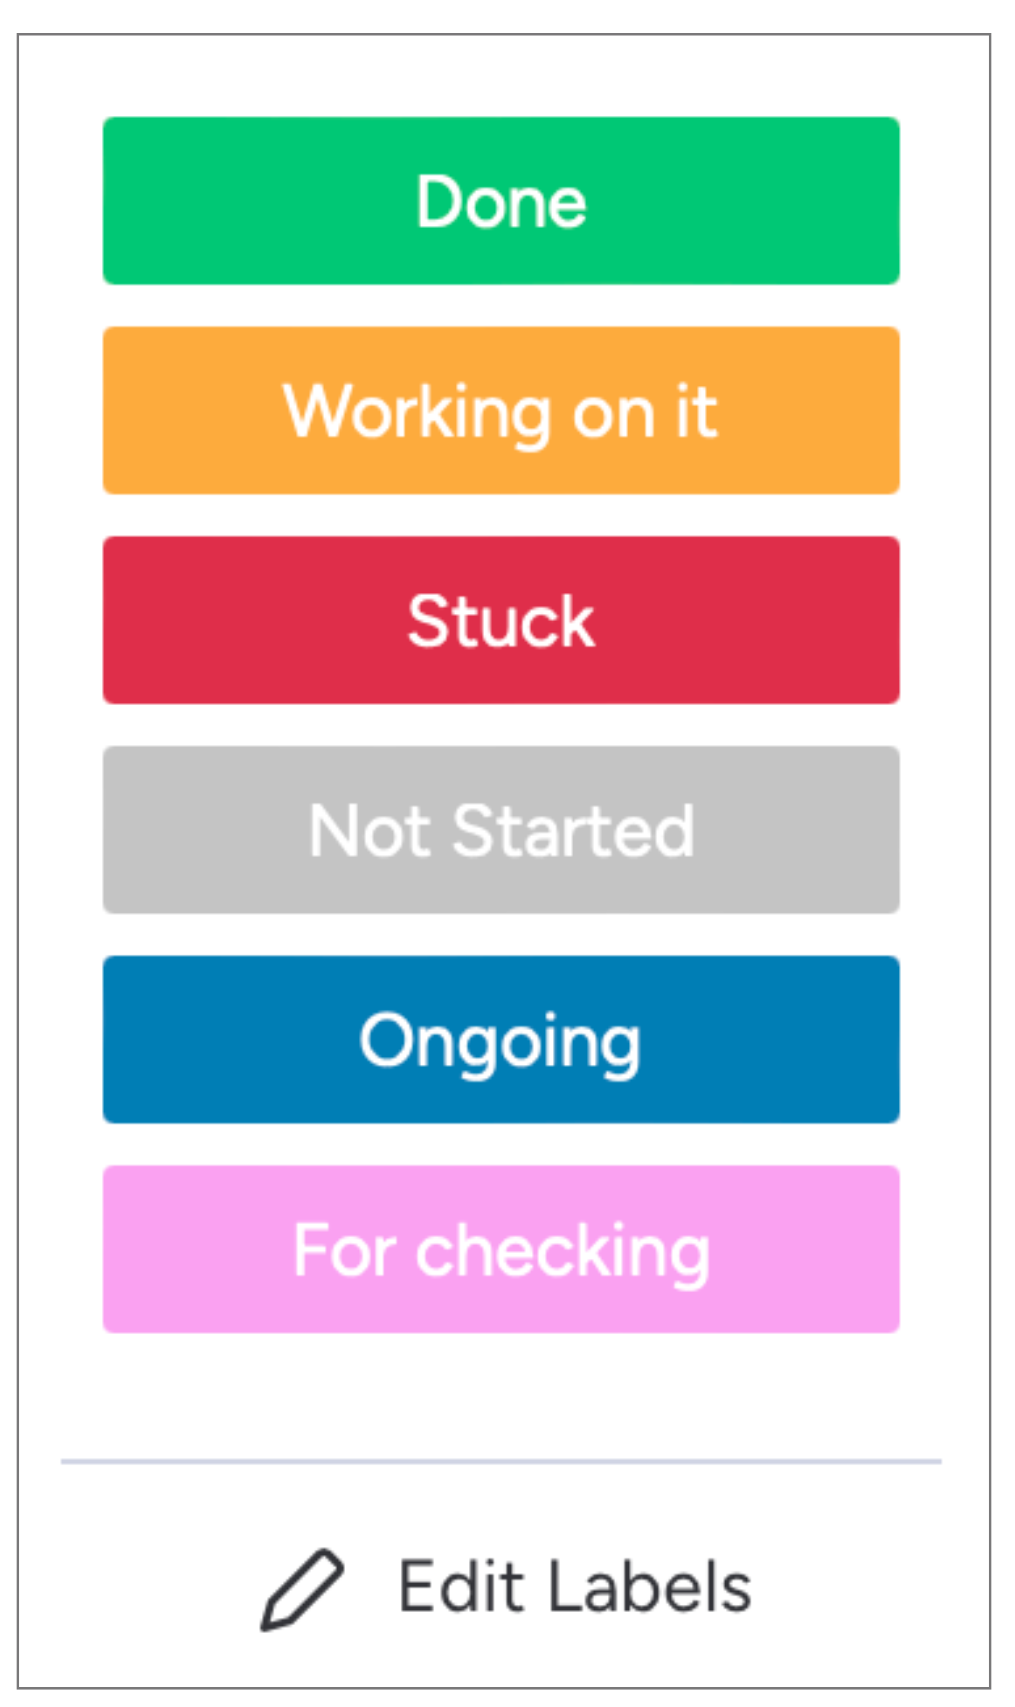 Done
Working on it
Stuck
Not Started
Ongoing
For checking
Edit Labels